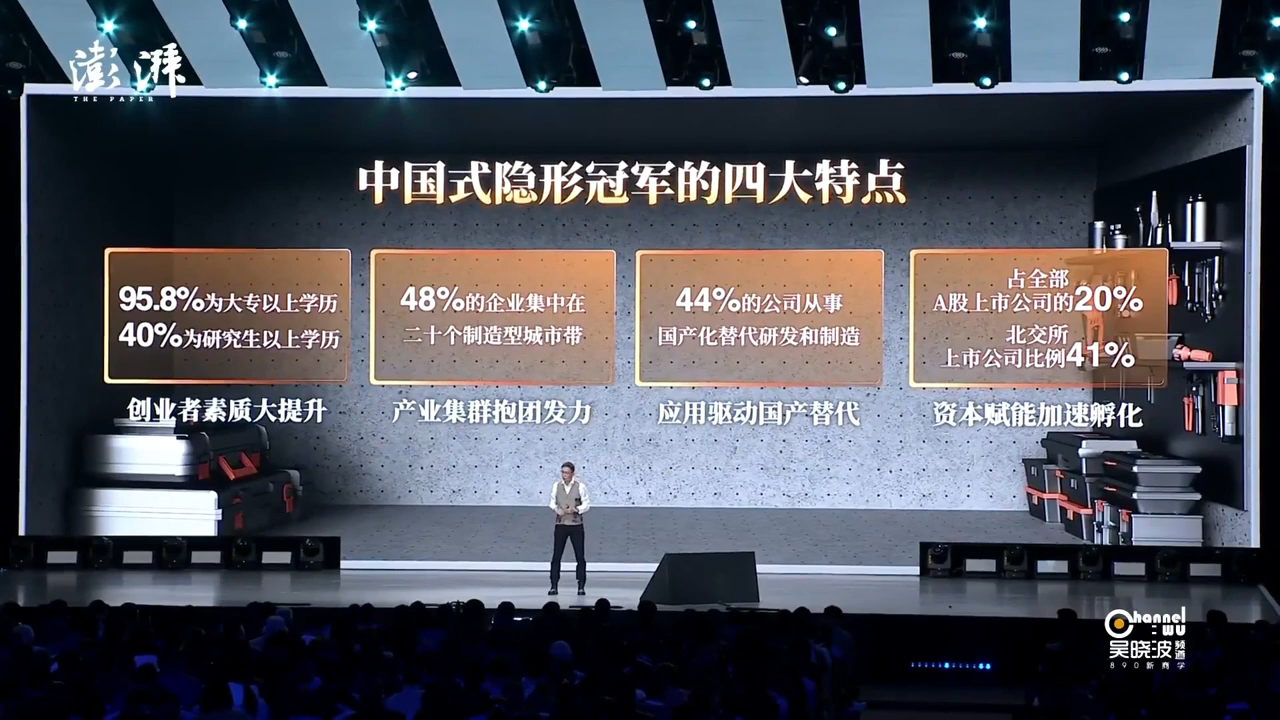 澎湃
THE PAPER
中国式隐形冠军的四大特点
95.8%为大专以上学历
40%为研究生以上学历
创业者素质大提升
48%的企业集中在
二十个制造型城市带
产业集群抱团发力
44%的公司从事
国产化替代研发和制造
应用驱动国产替代
占全部
A股上市公司的20%
北交所
上市公司比例41%
资本赋能加速孵化
Channel
:WU
吴晓波频道
890新商学